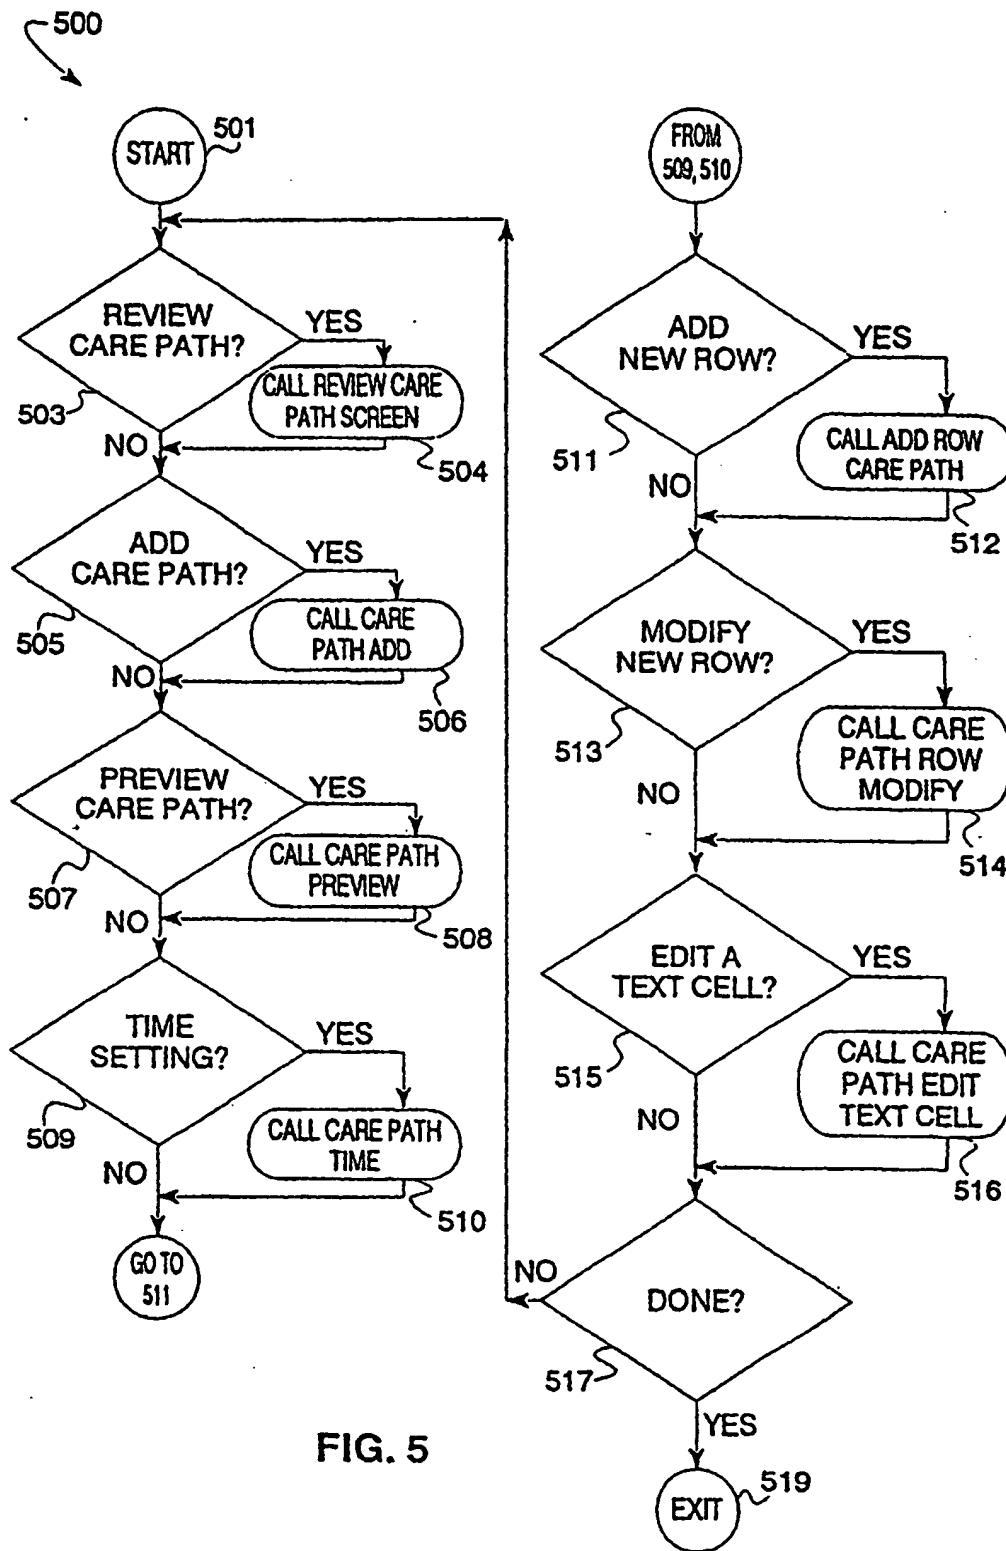 500
START
501
REVIEW
CARE PATH?
YES
503
CALL REVIEW CARE
PATH SCREEN
NO
504
ADD
CARE PATH?
YES
505
CALL CARE
PATH ADD
NO
506
PREVIEW
CARE PATH?
YES
507
CALL CARE PATH
PREVIEW
NO
508
TIME
SETTING?
YES
509
CALL CARE PATH
TIME
NO
510
GO TO
511
FROM
509, 510
ADD
NEW ROW?
YES
511
CALL ADD ROW
CARE PATH
NO
512
MODIFY
NEW ROW?
YES
513
CALL CARE
PATH ROW
MODIFY
NO
514
EDIT A
TEXT CELL?
YES
515
CALL CARE
PATH EDIT
TEXT CELL
NO
516
NO
DONE?
517
YES
EXIT
519
FIG. 5